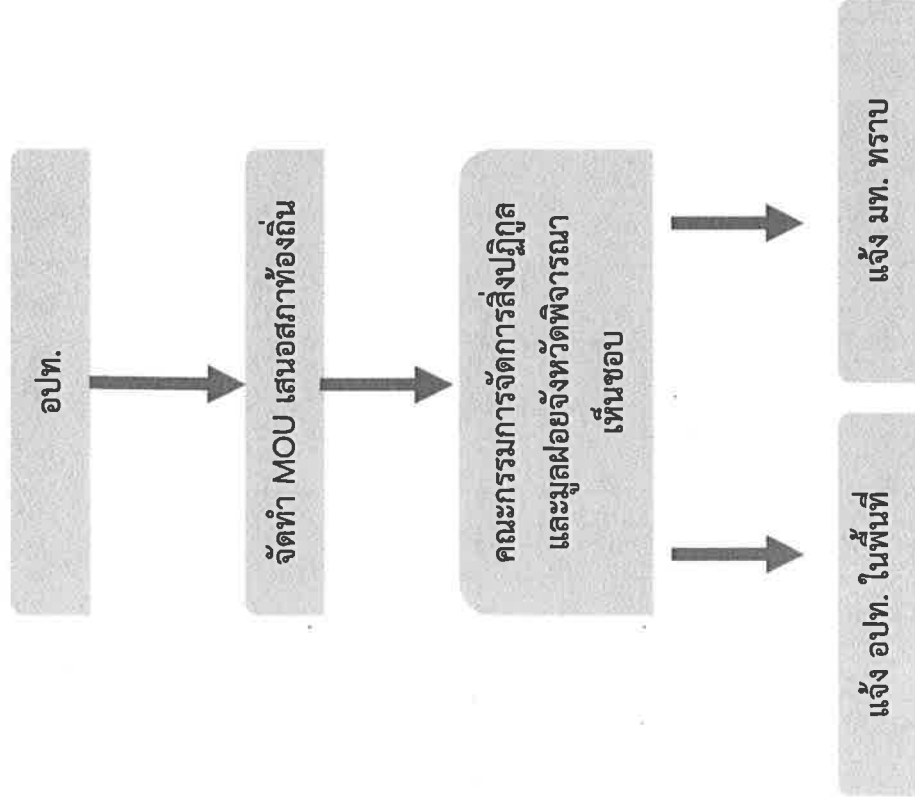 อปท.
จัดทำ MOU เสนอสภาท้องถิ่น
คณะกรรมการจัดการสิ่งปฏิกูล
และมูลฝอยจังหวัดพิจารณา
เห็นชอบ
แจ้ง อปท. ในพื้นที่
แจ้ง มท. ทราบ